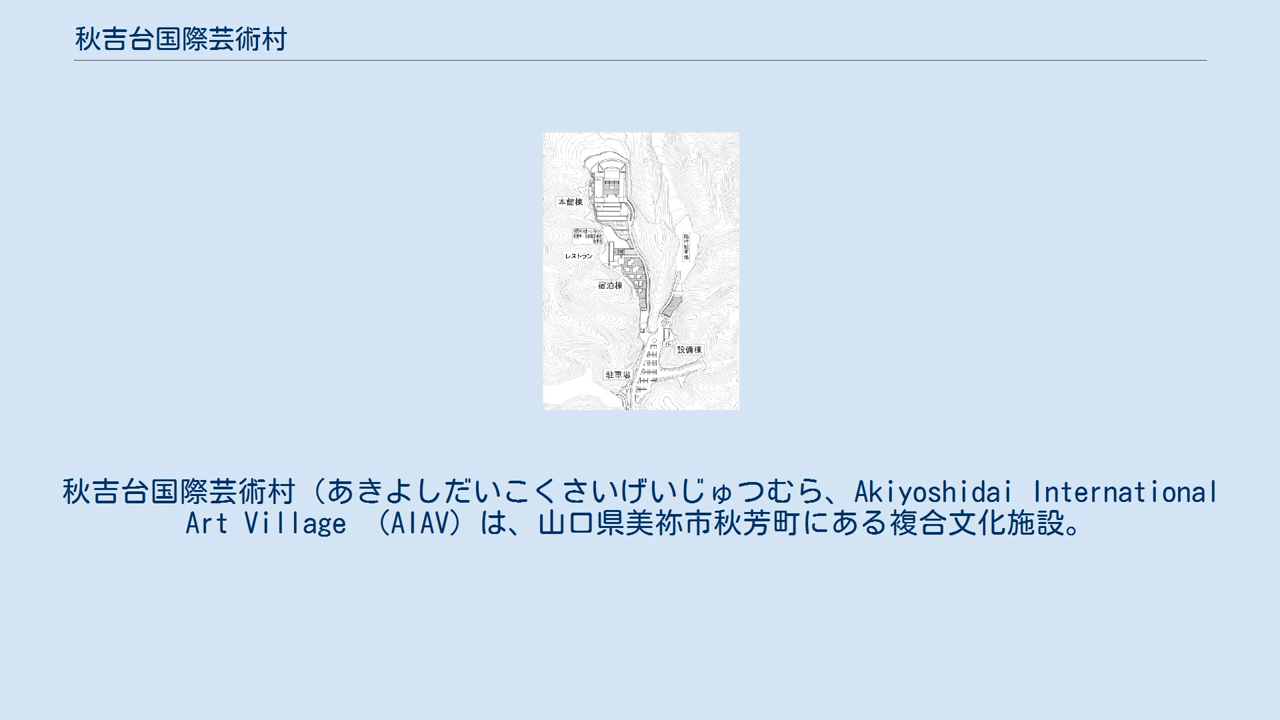 秋吉台国際芸術村
本館棟
レストラン
宿泊棟
設備棟
駐車場
秋吉台国際芸術村（あきよしだいこくさいげいじゅつむら、Akiyoshidai International
Art Village （AIAV）は、山口県美祢市秋芳町にある複合文化施設。